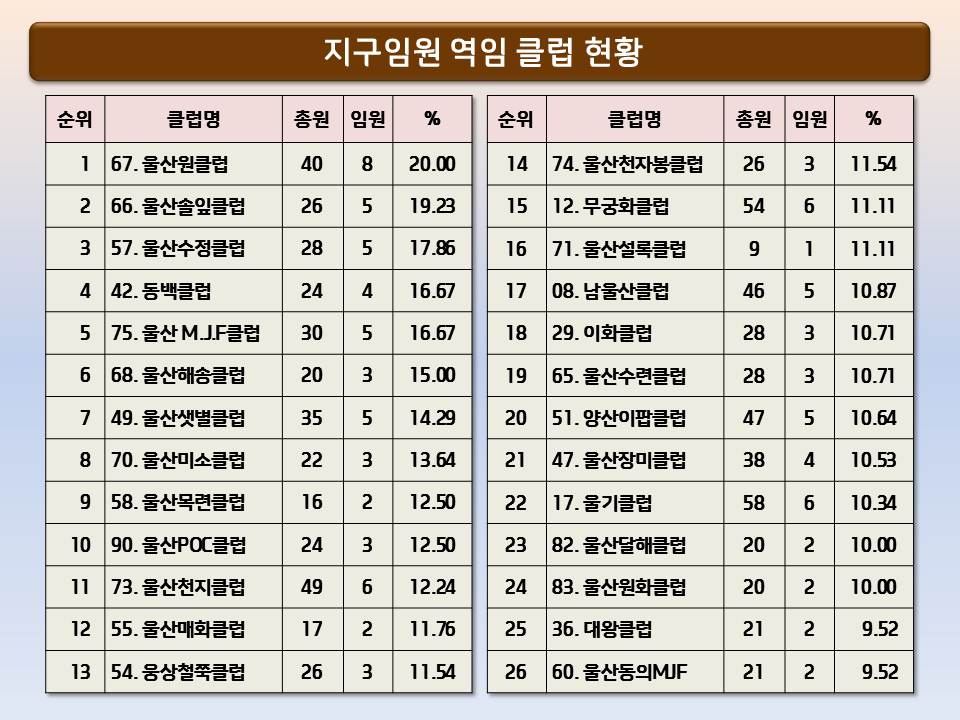 지구임원 역임 클럽 현황
순위 클럽명 총원 임원 %
1 67. 울산원클럽 40 8 20.00
2 66. 울산솔잎클럽 26 5 19.23
3 57. 울산수정클럽 28 5 17.86
4 42. 동백클럽 24 4 16.67
5 75. 울산 M.J.F클럽 30 5 16.67
6 68. 울산해송클럽 20 3 15.00
7 49. 울산샛별클럽 35 5 14.29
8 70. 울산미소클럽 22 3 13.64
9 58. 울산목련클럽 16 2 12.50
10 90. 울산POC클럽 24 3 12.50
11 73. 울산천지클럽 49 6 12.24
12 55. 울산매화클럽 17 2 11.76
13 54. 웅상철쭉클럽 26 3 11.54
순위 클럽명 총원 임원 %
14 74. 울산천자봉클럽 26 3 11.54
15 12. 무궁화클럽 54 6 11.11
16 71. 울산설록클럽 9 1 11.11
17 08. 남울산클럽 46 5 10.87
18 29. 이화클럽 28 3 10.71
19 65. 울산수련클럽 28 3 10.71
20 51. 양산이팝클럽 47 5 10.64
21 47. 울산장미클럽 38 4 10.53
22 17. 울기클럽 58 6 10.34
23 82. 울산달해클럽 20 2 10.00
24 83. 울산원화클럽 20 2 10.00
25 36. 대왕클럽 21 2 9.52
26 60. 울산동의MJF 21 2 9.52